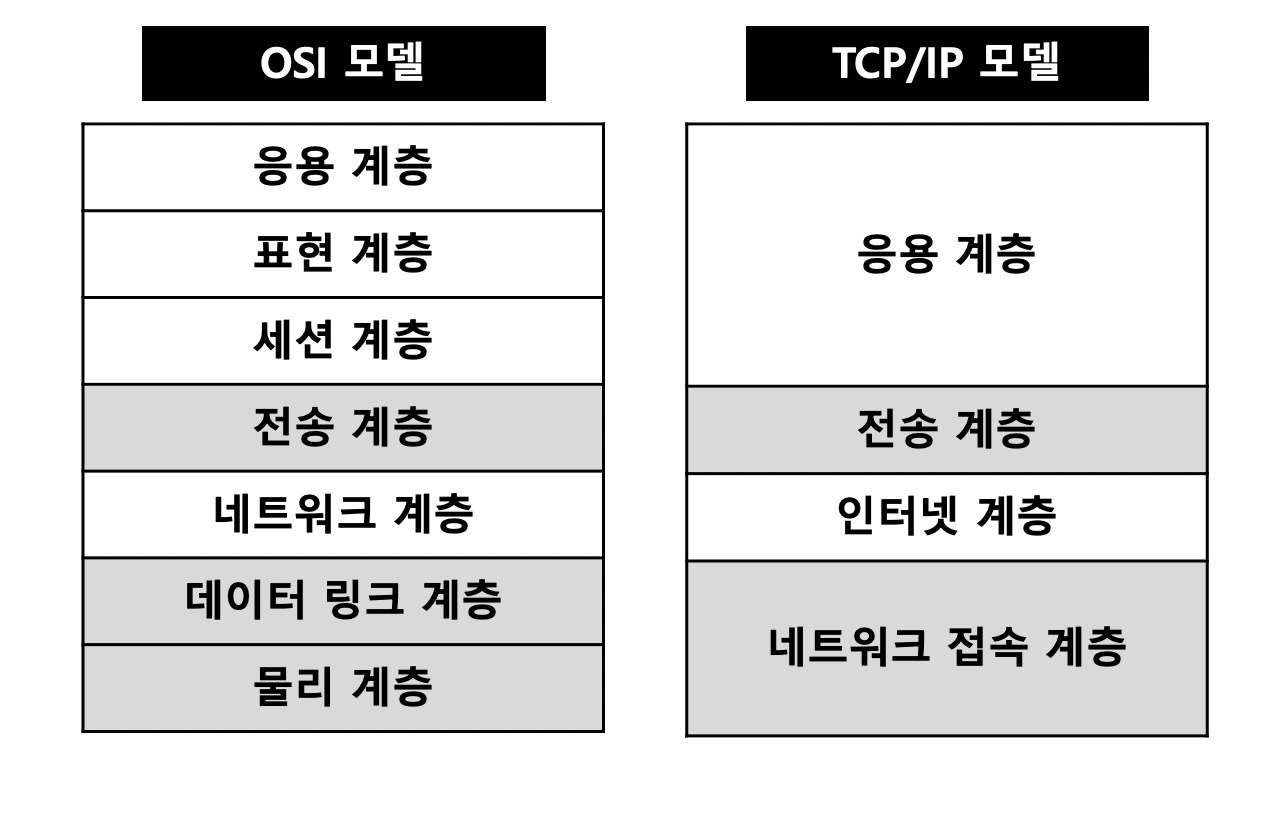 OSI 모델
응용 계층
표현 계층
세션 계층
전송 계층
네트워크 계층
데이터 링크 계층
물리 계층
TCP/IP 모델
응용 계층
전송 계층
인터넷 계층
네트워크 접속 계층